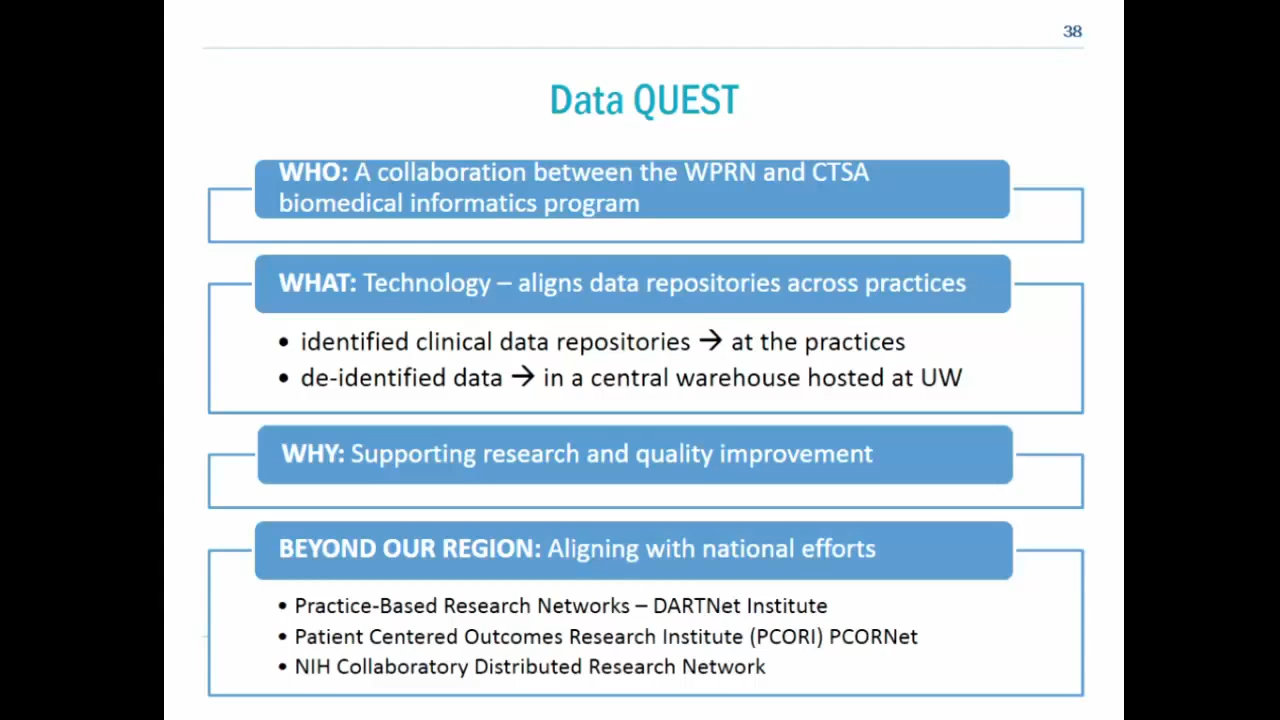 38
Data QUEST
WHO: A collaboration between the WPRN and CTSA
biomedical informatics program
WHAT: Technology – aligns data repositories across practices
• identified clinical data repositories → at the practices
• de-identified data → in a central warehouse hosted at UW
WHY: Supporting research and quality improvement
BEYOND OUR REGION: Aligning with national efforts
• Practice-Based Research Networks – DARTNet Institute
• Patient Centered Outcomes Research Institute (PCORI) PCORNet
• NIH Collaboratory Distributed Research Network